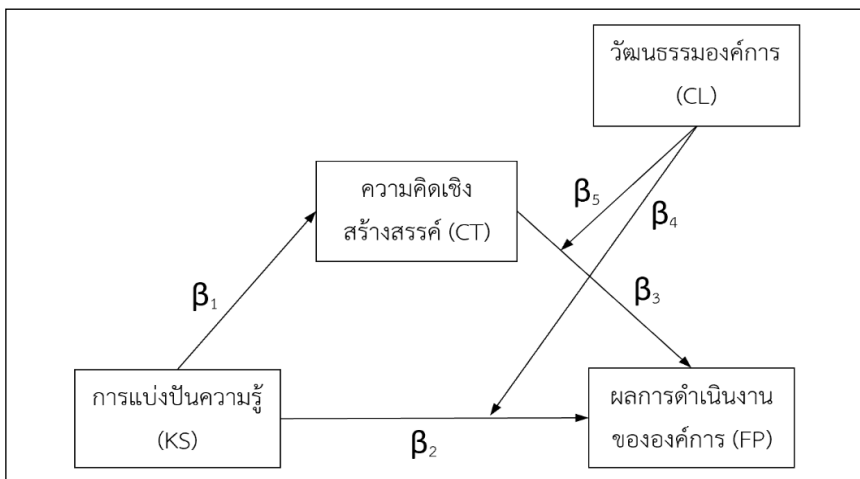 วัฒนธรรมองค์การ
(CL)
ความคิดเชิง
สร้างสรรค์ (CT)
β5
β4
β1
β3
การแบ่งปันความรู้
(KS)
β2
ผลการดำเนินงาน
ขององค์การ (FP)